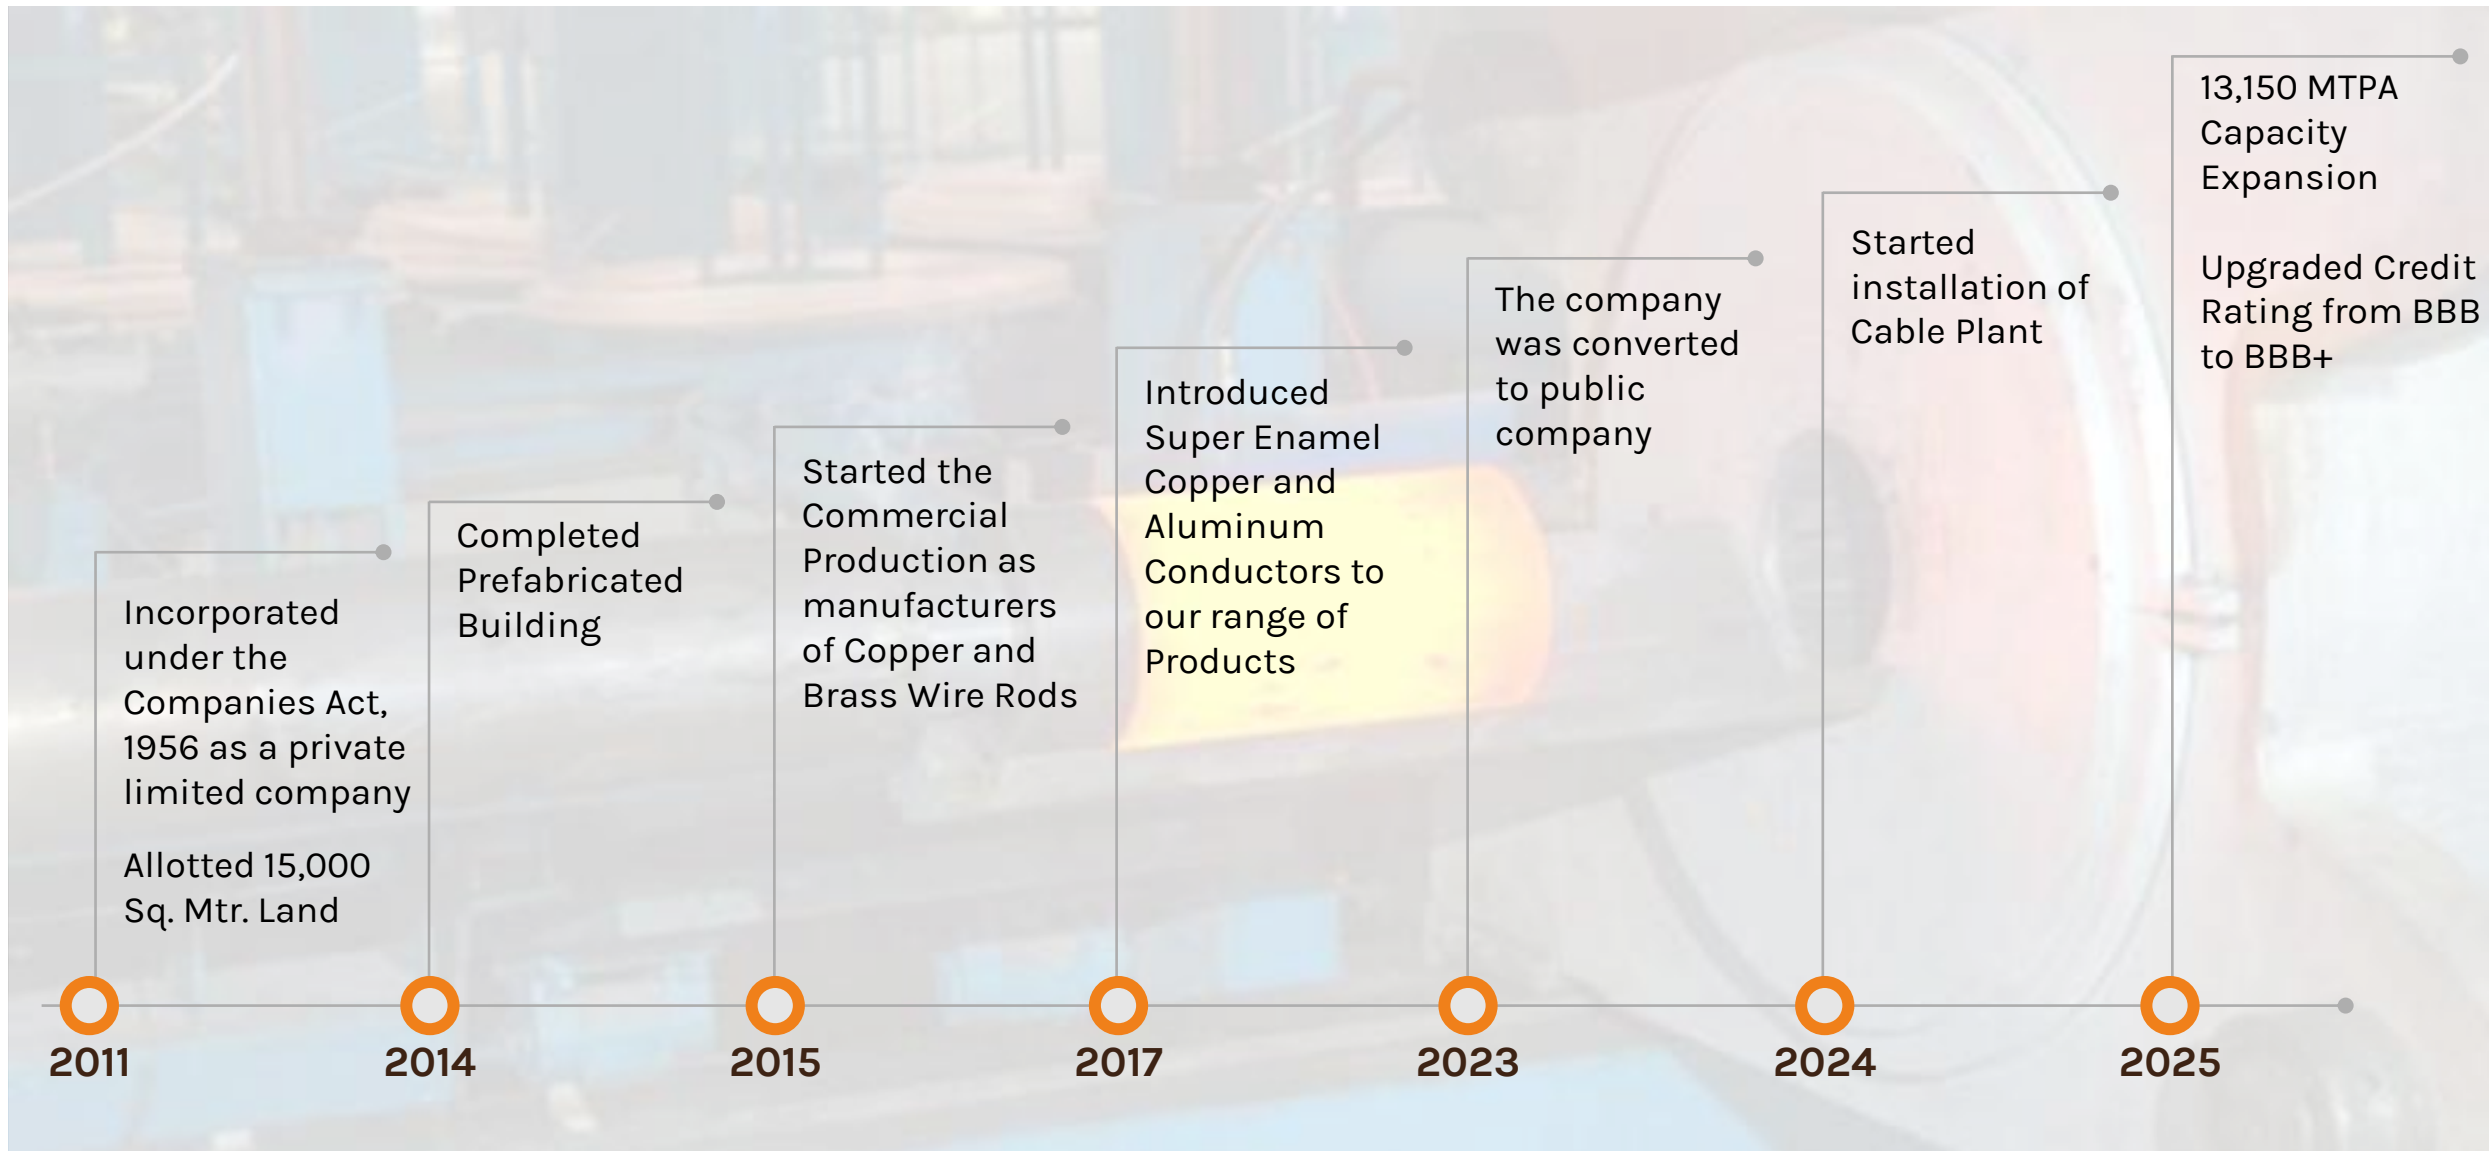 Incorporated
under the
Companies Act,
1956 as a private
limited company
Allotted 15,000
Sq. Mtr. Land
2011
Completed
Prefabricated
Building
2014
Started the
Commercial
Production as
manufacturers
of Copper and
Brass Wire Rods
2015
Introduced
Super Enamel
Copper and
Aluminum
Conductors to
our range of
Products
2017
The company
was converted
to public
company
2023
Started
installation of
Cable Plant
2024
13,150 MTPA
Capacity
Expansion
Upgraded Credit
Rating from BBB
to BBB+
2025